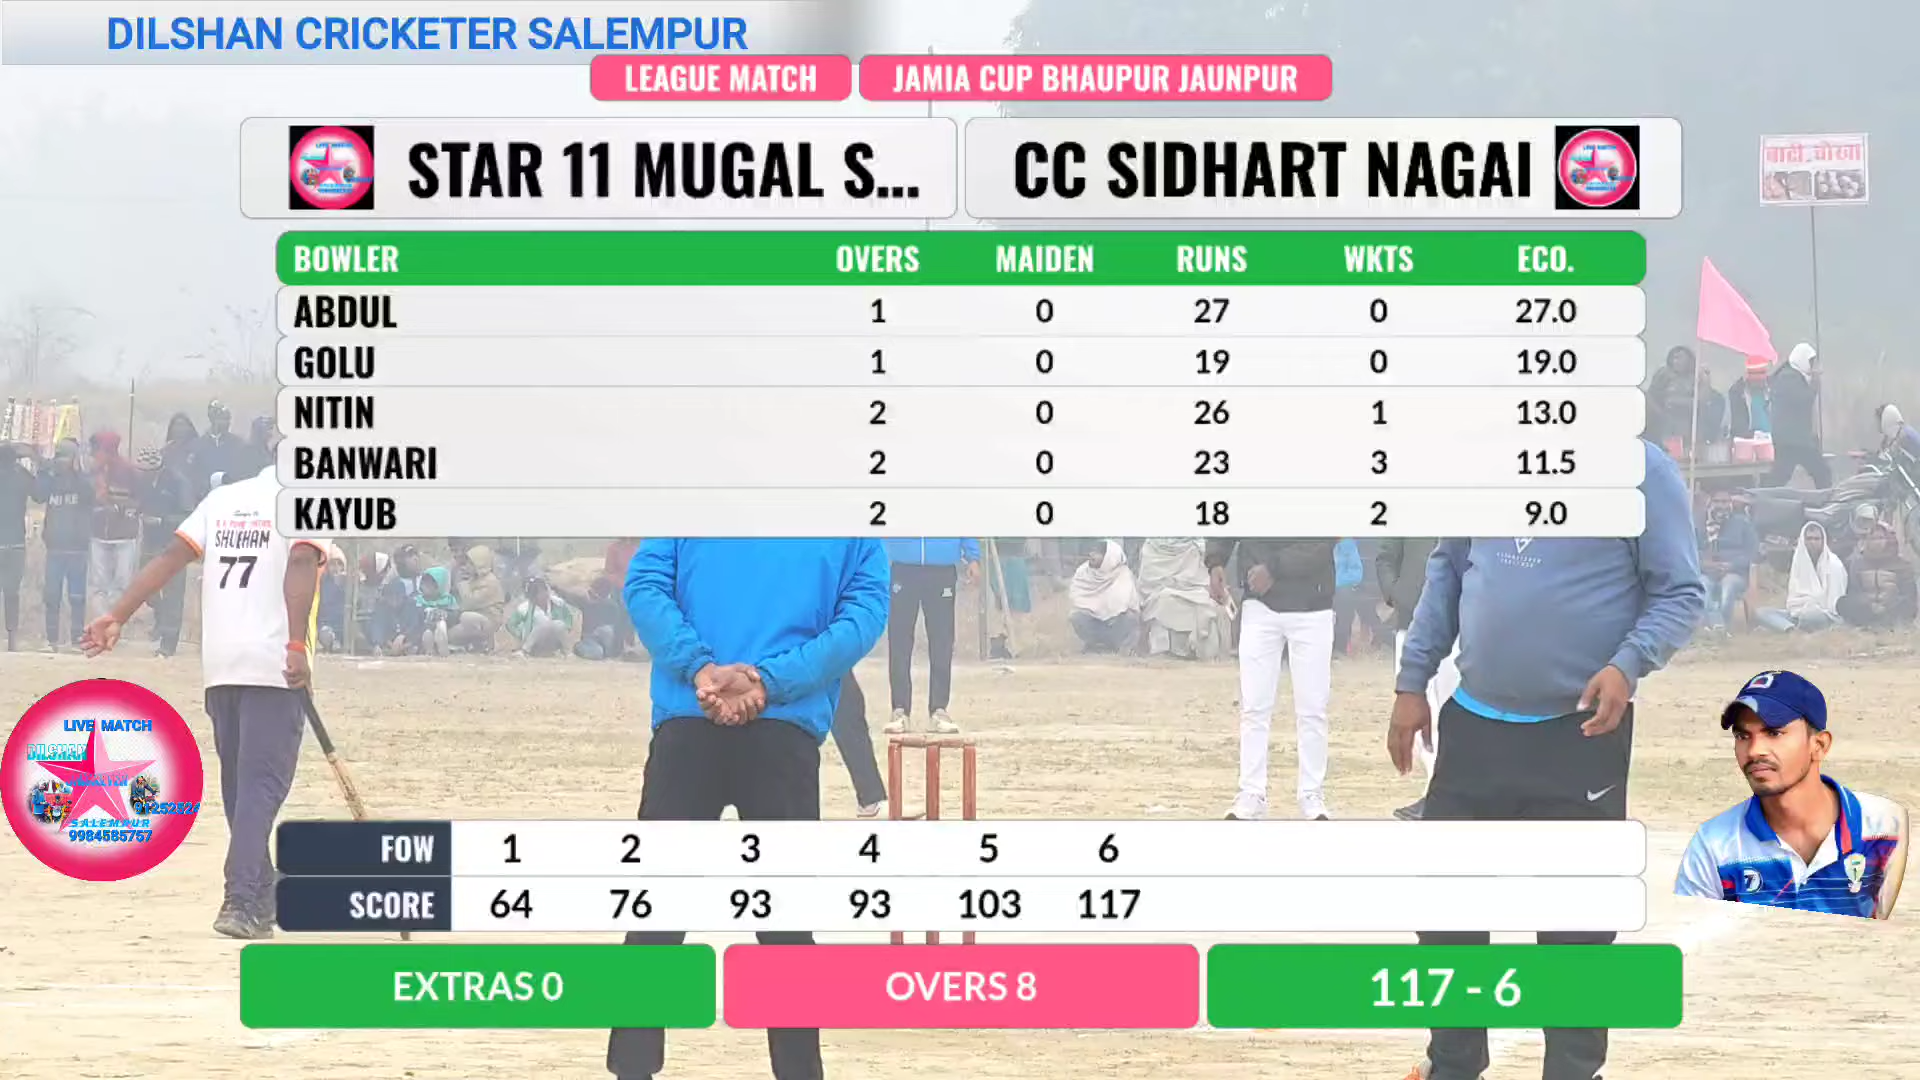 DILSHAN CRICKETER SALEMPUR
LEAGUE MATCH JAMIA CUP BHAUPUR JAUNPUR
STAR 11 MUGAL S... CC SIDHART NAGAI
BOWLER OVERS MAIDEN RUNS WKTS ECO.
ABDUL 1 0 27 0 27.0
GOLU 1 0 19 0 19.0
NITIN 2 0 26 1 13.0
BANWARI 2 0 23 3 11.5
KAYUB 2 0 18 2 9.0
बाटी चोखा
NIKE
SHUBHAM
77
LIVE MATCH
DILSHAN
CRICKETER
SALEMPUR
9984585757
7
FOW 1 2 3 4 5 6
SCORE 64 76 93 93 103 117
EXTRAS 0 OVERS 8 117 - 6